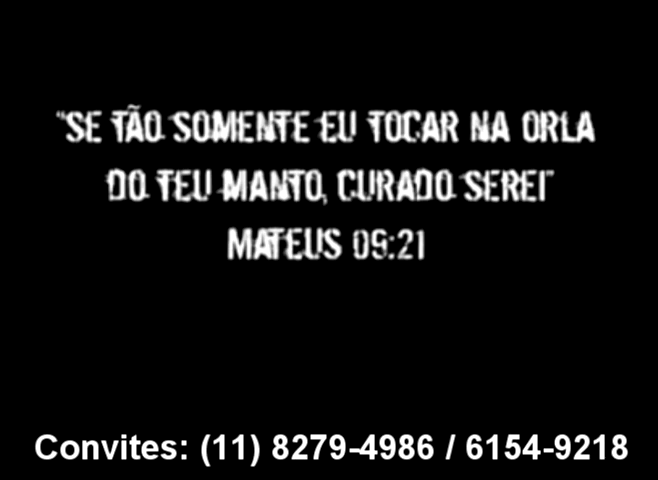 "SE TÃO SOMENTE EU TOCAR NA ORLA
DO TEU MANTO, CURADO SEREI"
MATEUS 09:21
Convites: (11) 8279-4986 / 6154-9218